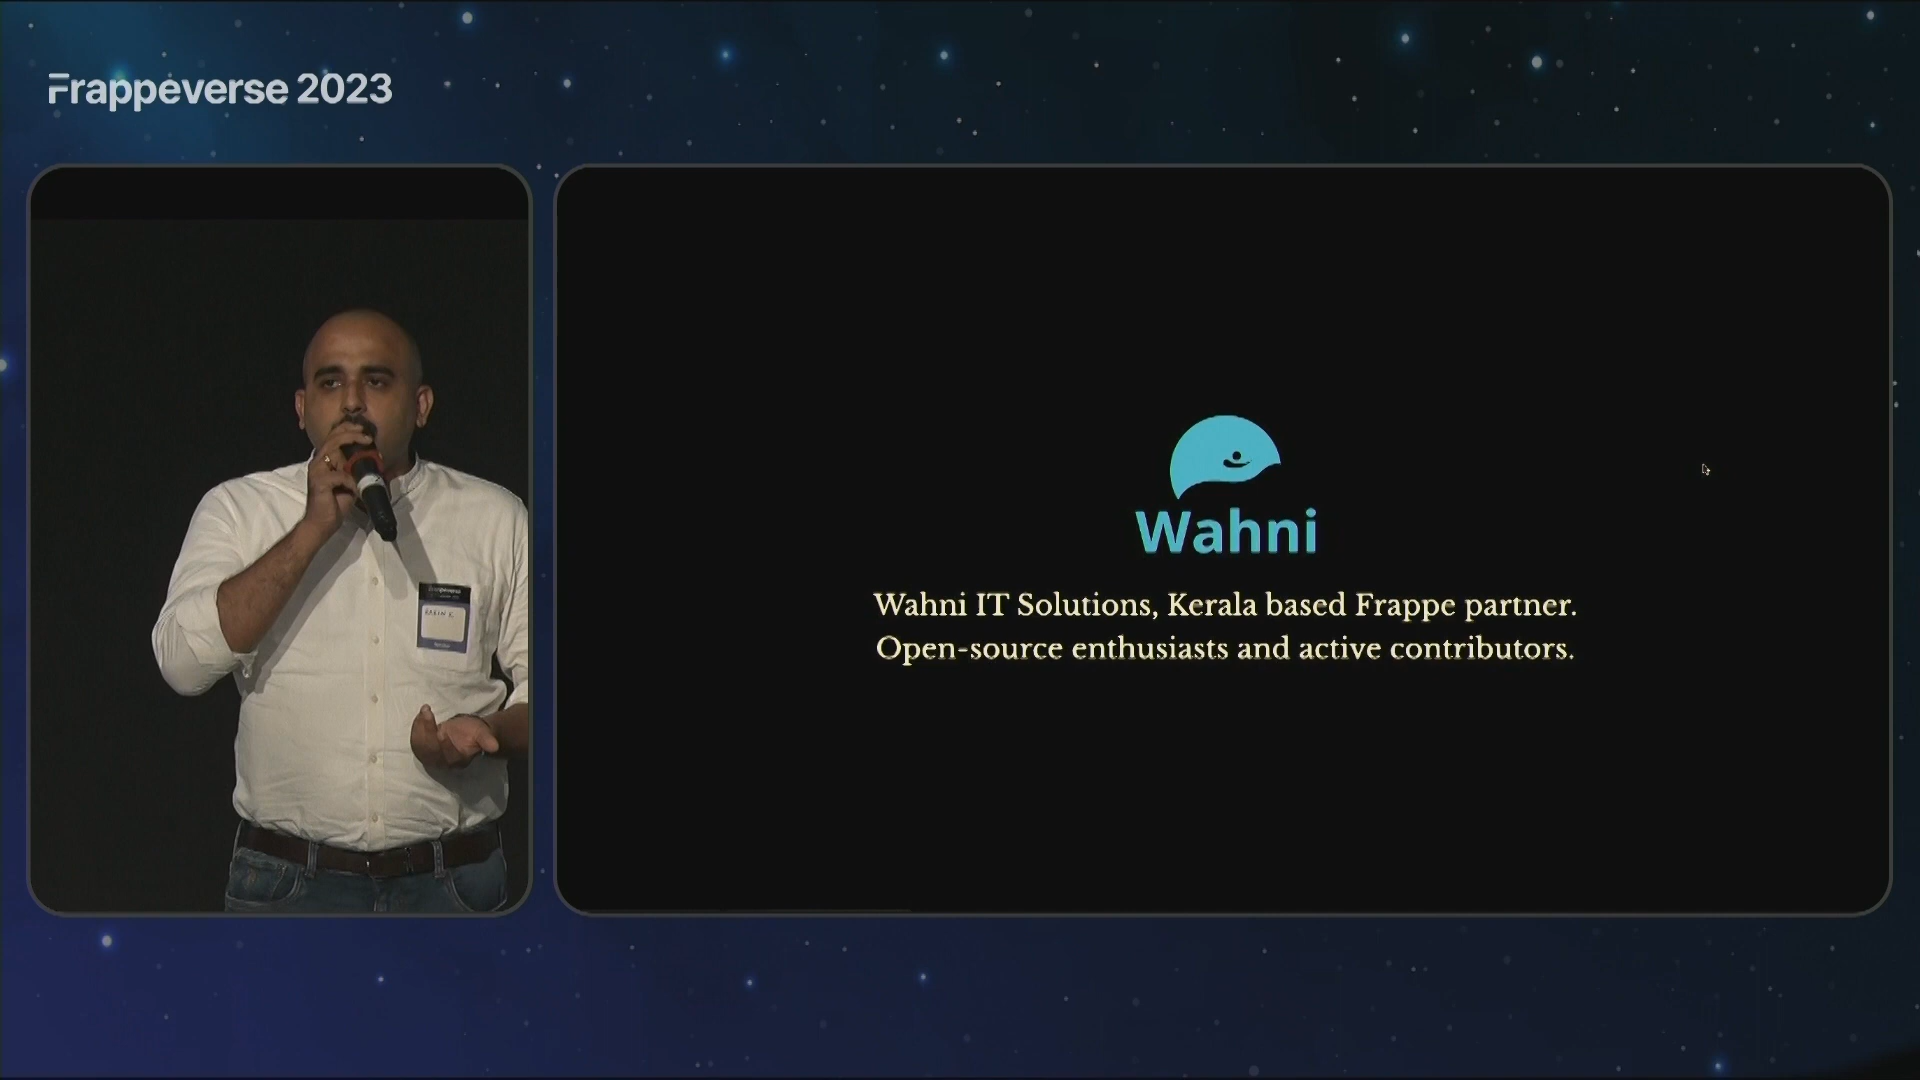 Frappeverse 2023
Wahni
Wahni IT Solutions, Kerala based Frappe partner.
Open-source enthusiasts and active contributors.